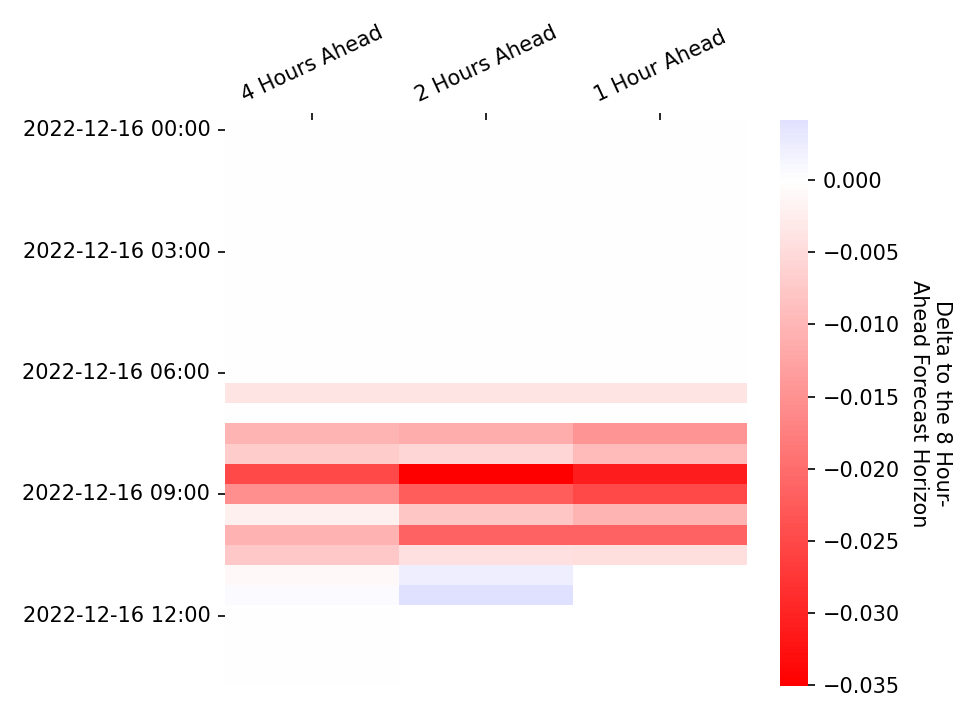 4 Hours Ahead
2 Hours Ahead
1 Hour Ahead
2022-12-16 00:00
2022-12-16 03:00
2022-12-16 06:00
2022-12-16 09:00
2022-12-16 12:00
0.000
−0.005
−0.010
−0.015
−0.020
−0.025
−0.030
−0.035
Delta to the 8 Hour-
Ahead Forecast Horizon